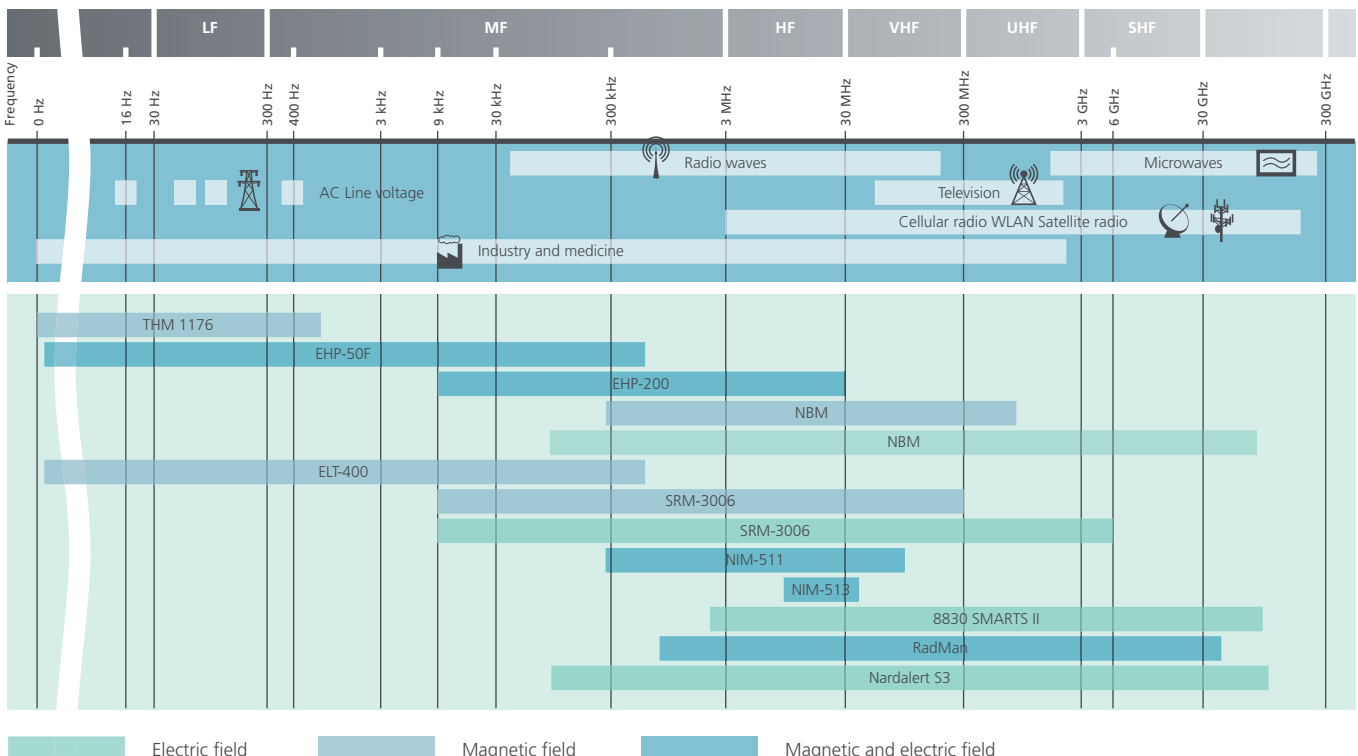 LF MF HF VHF UHF SHF
Frequency
0 Hz 16 Hz 30 Hz 300 Hz 400 Hz 3 kHz 9 kHz 30 kHz 300 kHz 3 MHz 30 MHz 300 MHz 3 GHz 6 GHz 30 GHz 300 GHz
Radio waves Microwaves
AC Line voltage Television
Cellular radio WLAN Satellite radio
Industry and medicine
THM 1176
EHP-50F
EHP-200
NBM
NBM
ELT-400
SRM-3006
SRM-3006
NIM-511
NIM-513
8830 SMARTS II
RadMan
Nardalert S3
Electric field Magnetic field Magnetic and electric field